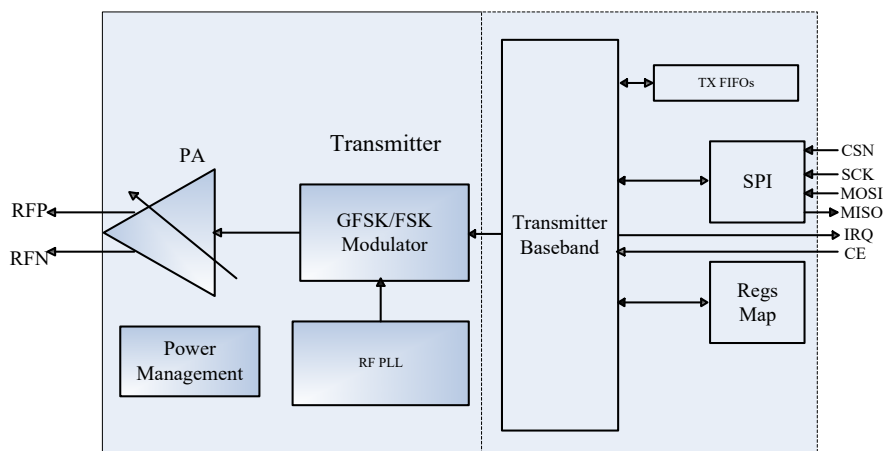 TX FIFOs
Transmitter
PA
CSN
SCK
MOSI
MISO
SPI
RFP
GFSK/FSK
Modulator
Transmitter
Baseband
IRQ
CE
RFN
Regs
Map
Power
Management
RF PLL